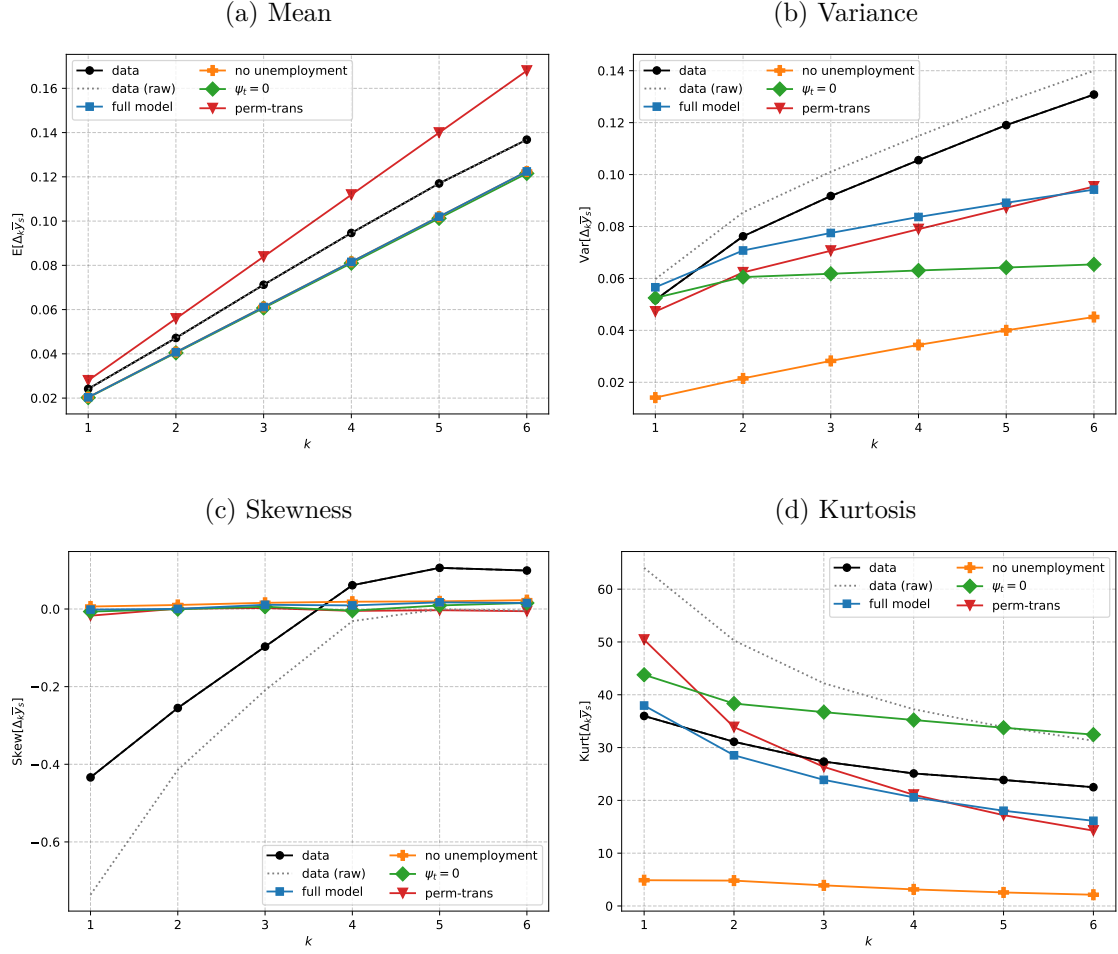 (a) Mean
data
data (raw)
full model
no unemployment
ψt = 0
perm-trans
E[Δkȳs]
0.16
0.14
0.12
0.10
0.08
0.06
0.04
0.02
1 2 3 4 5 6
k
(b) Variance
data
data (raw)
full model
no unemployment
ψt = 0
perm-trans
Var[Δkȳs]
0.14
0.12
0.10
0.08
0.06
0.04
0.02
1 2 3 4 5 6
k
(c) Skewness
Skew[Δkȳs]
0.0
−0.2
−0.4
−0.6
data
data (raw)
full model
no unemployment
ψt = 0
perm-trans
1 2 3 4 5 6
k
(d) Kurtosis
data
data (raw)
full model
no unemployment
ψt = 0
perm-trans
Kurt[Δkȳs]
60
50
40
30
20
10
0
1 2 3 4 5 6
k